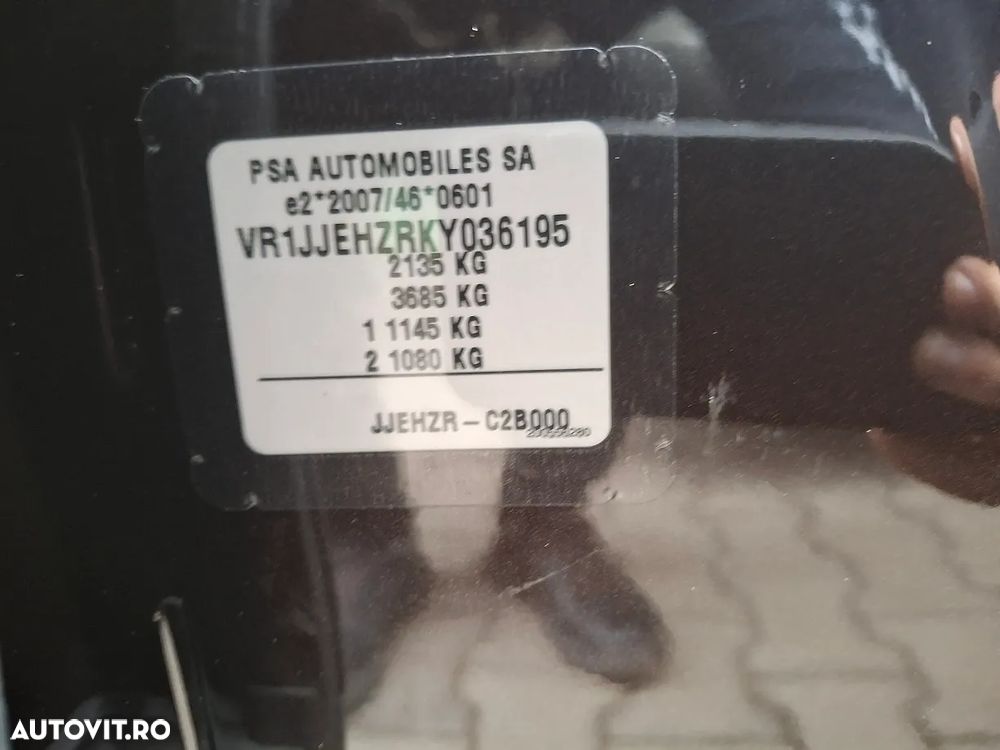 PSA AUTOMOBILES SA
e2*2007/46*0601
VR1JJEHZRKY036195
2135 KG
3685 KG
1 1145 KG
2 1080 KG
JJEHZR-C2B000
AUTOVIT.RO